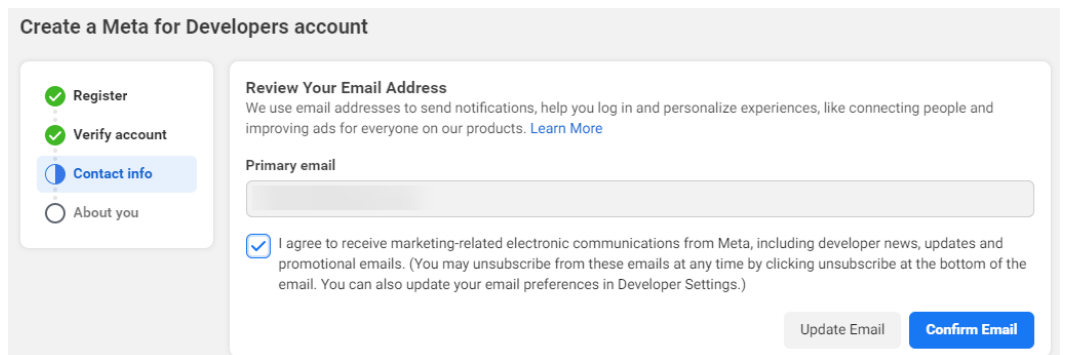 Create a Meta for Developers account
Register
Verify account
Contact info
About you
Review Your Email Address
We use email addresses to send notifications, help you log in and personalize experiences, like connecting people and
improving ads for everyone on our products. Learn More
Primary email
I agree to receive marketing-related electronic communications from Meta, including developer news, updates and
promotional emails. (You may unsubscribe from these emails at any time by clicking unsubscribe at the bottom of the
email. You can also update your email preferences in Developer Settings.)
Update Email
Confirm Email